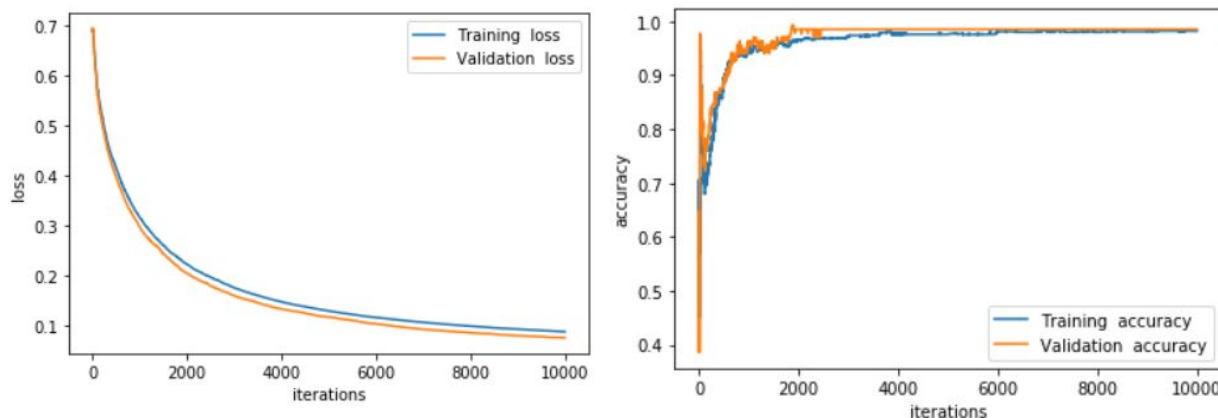 0.7
0.6
0.5
0.4
0.3
0.2
0.1
loss
Training loss
Validation loss
0 2000 4000 6000 8000 10000
iterations
1.0
0.9
0.8
0.7
0.6
0.5
0.4
accuracy
Training accuracy
Validation accuracy
0 2000 4000 6000 8000 10000
iterations